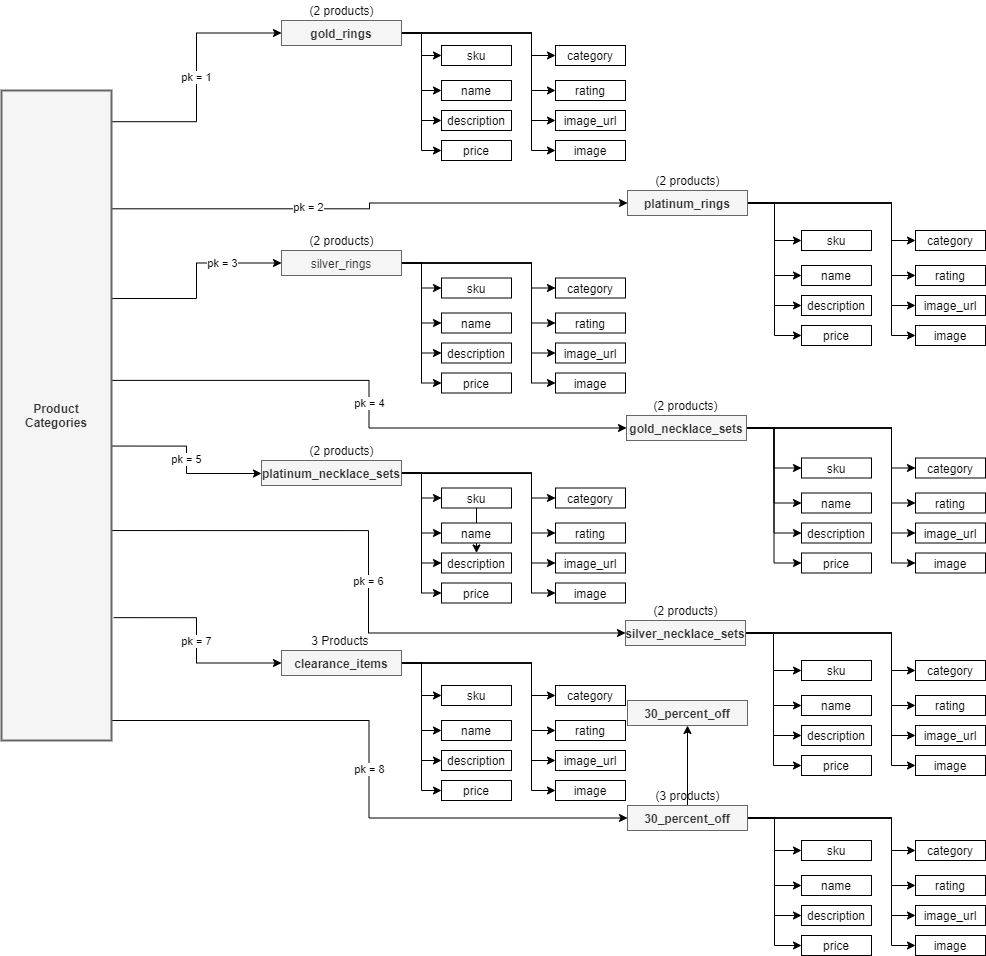 Product
Categories
pk = 1
(2 products)
gold_rings
sku
category
name
rating
description
image_url
price
image
pk = 2
(2 products)
platinum_rings
sku
category
name
rating
description
image_url
price
image
pk = 3
(2 products)
silver_rings
sku
category
name
rating
description
image_url
price
image
pk = 4
(2 products)
gold_necklace_sets
sku
category
name
rating
description
image_url
price
image
pk = 5
(2 products)
platinum_necklace_sets
sku
category
name
rating
description
image_url
price
image
pk = 6
(2 products)
silver_necklace_sets
sku
category
name
rating
description
image_url
price
image
pk = 7
3 Products
clearance_items
sku
category
name
rating
description
image_url
price
image
30_percent_off
pk = 8
(3 products)
30_percent_off
sku
category
name
rating
description
image_url
price
image